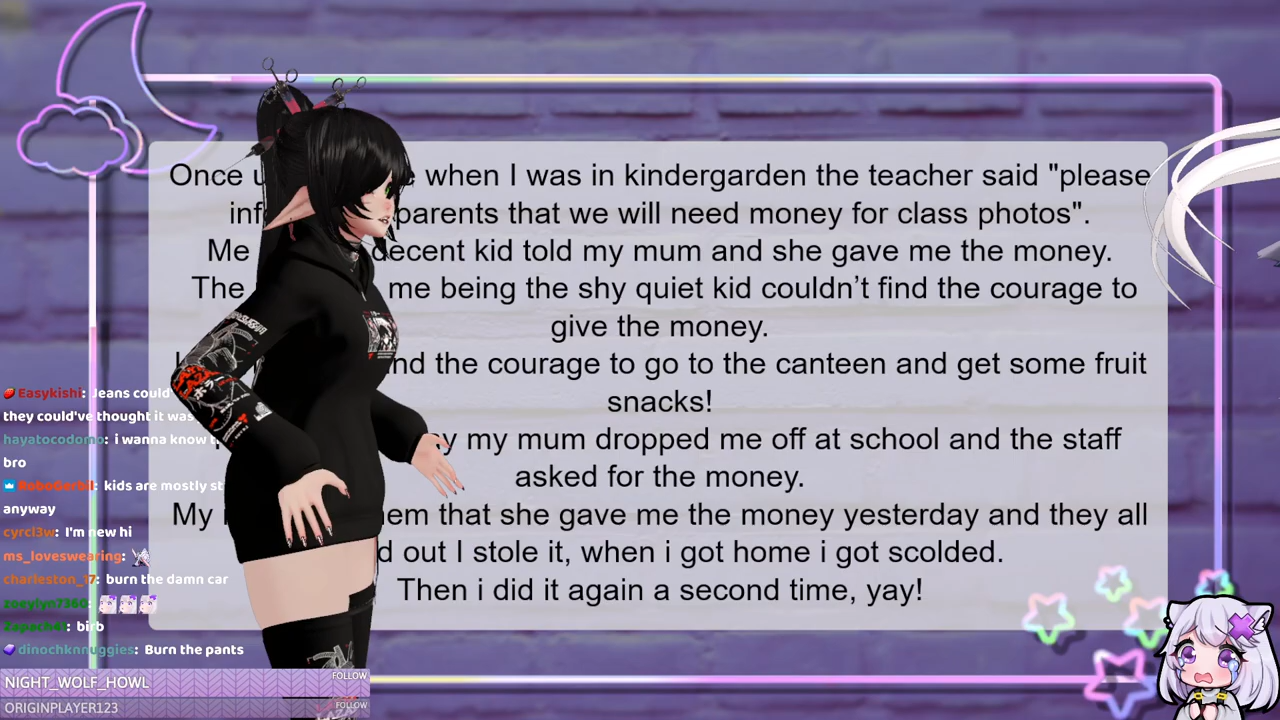 Once when I was in kindergarden the teacher said "please
parents that we will need money for class photos".
Me decent kid told my mum and she gave me the money.
The me being the shy quiet kid couldn’t find the courage to
give the money.
the courage to go to the canteen and get some fruit
snacks!
my mum dropped me off at school and the staff
asked for the money.
My that she gave me the money yesterday and they all
out I stole it, when i got home i got scolded.
Then i did it again a second time, yay!
Easykishi: Jeans could
they could've thought it was
hayatocodomo: i wanna know
bro
RoboGerbil: kids are mostly
anyway
cyrcl3w: I'm new hi
ms_loveswearing:
charleston_17: burn the damn car
zoeylyn7360:
Zapachu: birb
dinochknnuggies: Burn the pants
NIGHT_WOLF_HOWL
FOLLOW
ORIGINPLAYER123
FOLLOW